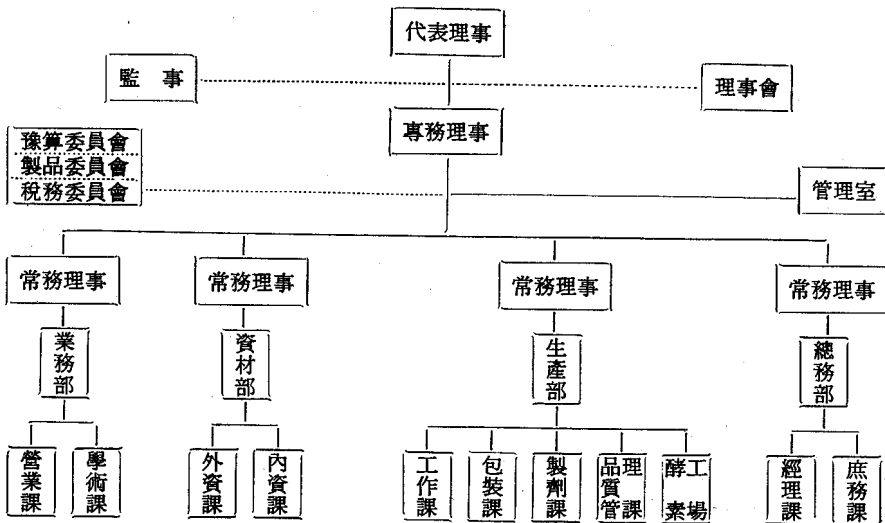 代表理事
監事
理事會
專務理事
豫算委員會
製品委員會
稅務委員會
管理室
常務理事
常務理事
常務理事
常務理事
業務部
資材部
生產部
總務部
營業課
學術課
外資課
內資課
工作課
包裝課
製劑課
品質管理課
酵素工場
經理課
庶務課